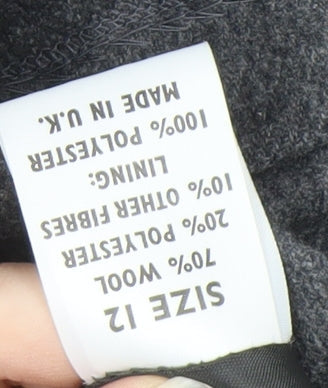 SIZE 12
70% WOOL
20% POLYESTER
10% OTHER FIBRES
LINING:
100% POLYESTER
MADE IN U.K.